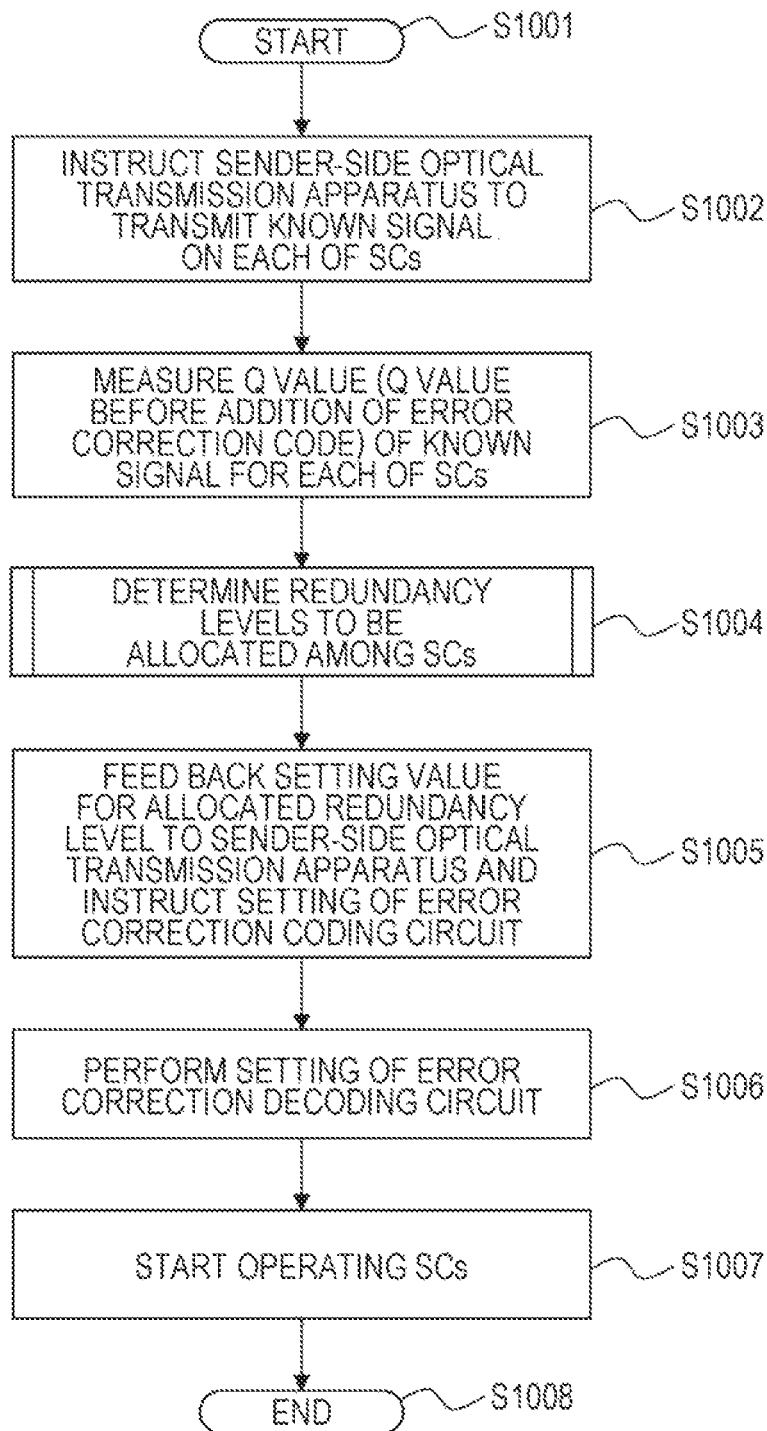 START
S1001
INSTRUCT SENDER-SIDE OPTICAL
TRANSMISSION APPARATUS TO
TRANSMIT KNOWN SIGNAL
ON EACH OF SCs
S1002
MEASURE Q VALUE (Q VALUE
BEFORE ADDITION OF ERROR
CORRECTION CODE) OF KNOWN
SIGNAL FOR EACH OF SCs
S1003
DETERMINE REDUNDANCY
LEVELS TO BE
ALLOCATED AMONG SCs
S1004
FEED BACK SETTING VALUE
FOR ALLOCATED REDUNDANCY
LEVEL TO SENDER-SIDE OPTICAL
TRANSMISSION APPARATUS AND
INSTRUCT SETTING OF ERROR
CORRECTION CODING CIRCUIT
S1005
PERFORM SETTING OF ERROR
CORRECTION DECODING CIRCUIT
S1006
START OPERATING SCs
S1007
END
S1008